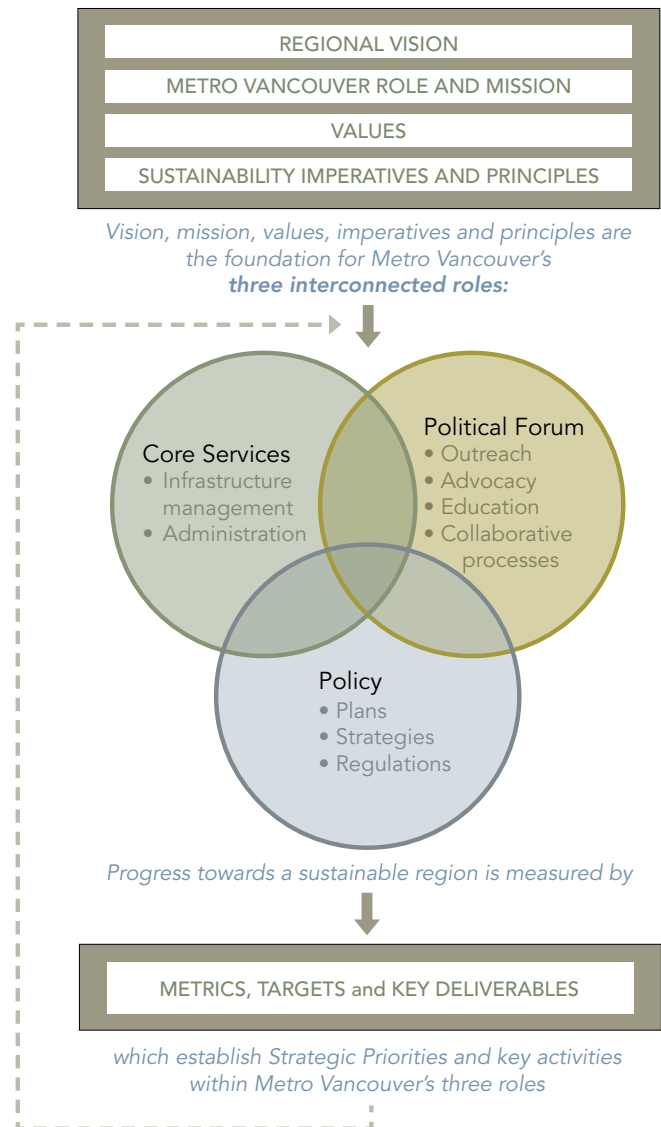 REGIONAL VISION
METRO VANCOUVER ROLE AND MISSION
VALUES
SUSTAINABILITY IMPERATIVES AND PRINCIPLES
Vision, mission, values, imperatives and principles are
the foundation for Metro Vancouver's
three interconnected roles:
Core Services
• Infrastructure
management
• Administration
Political Forum
• Outreach
• Advocacy
• Education
• Collaborative
processes
Policy
• Plans
• Strategies
• Regulations
Progress towards a sustainable region is measured by
METRICS, TARGETS and KEY DELIVERABLES
which establish Strategic Priorities and key activities
within Metro Vancouver's three roles